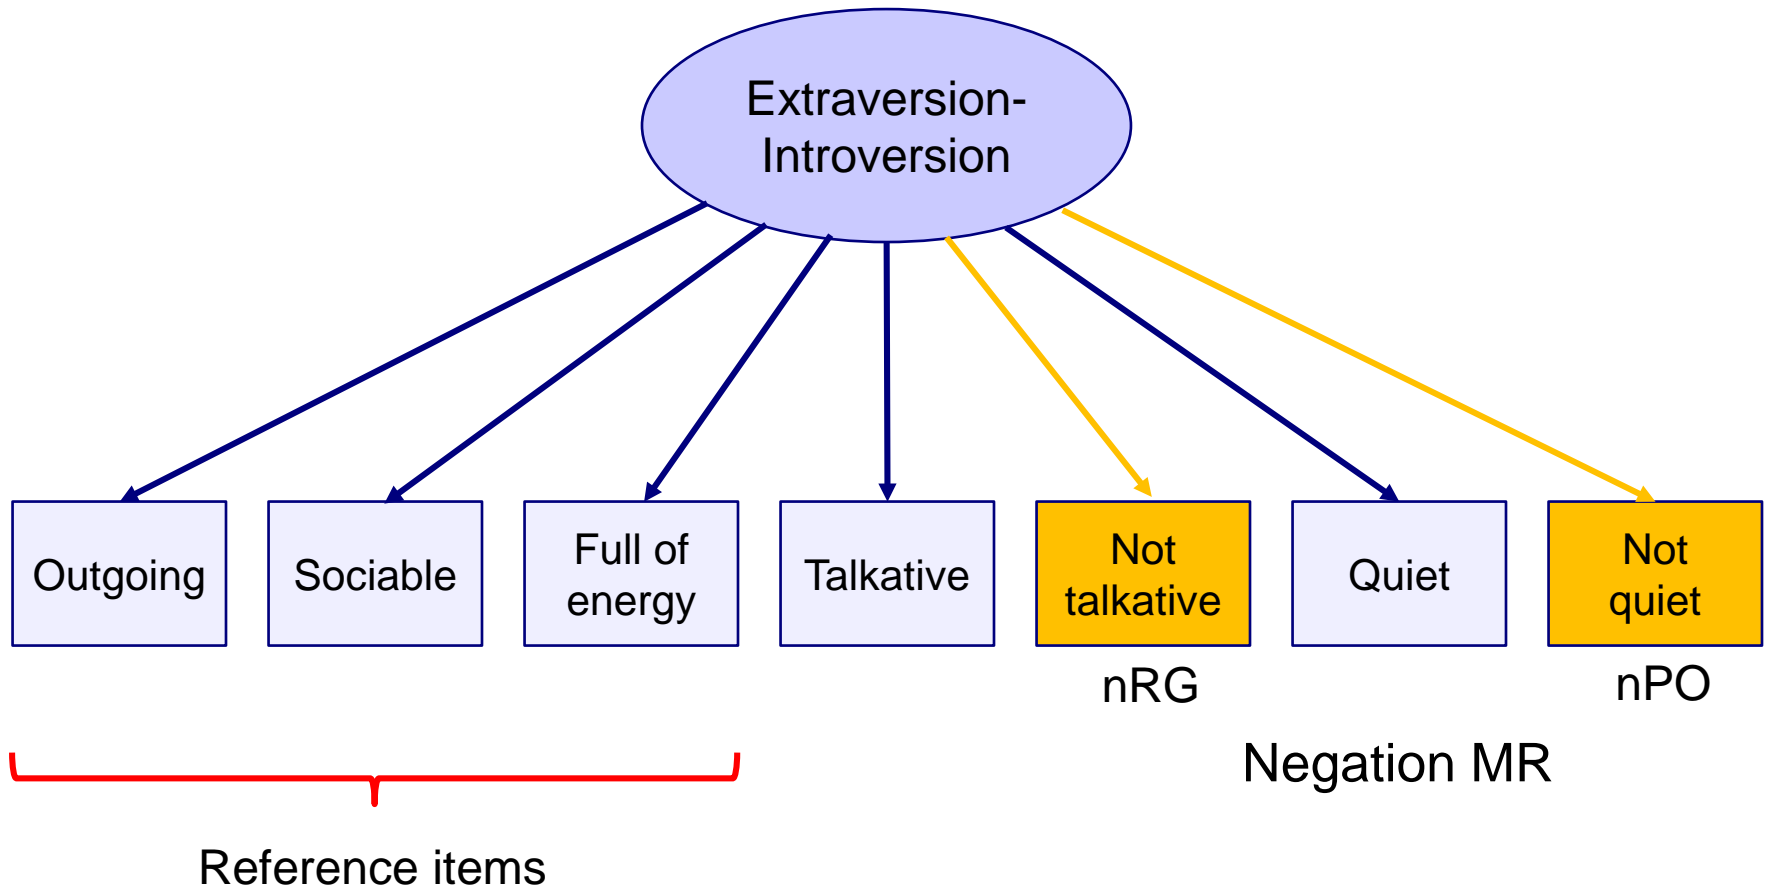 Extraversion-
Introversion
Outgoing
Sociable
Full of
energy
Talkative
Not
talkative
Quiet
Not
quiet
nRG
nPO
Negation MR
Reference items